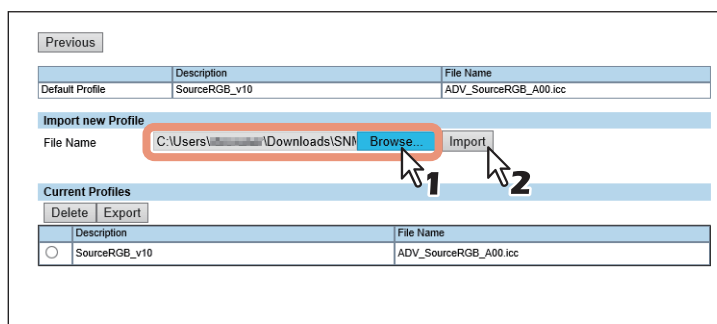 Previous
Description File Name
Default Profile SourceRGB_v10 ADV_SourceRGB_A00.icc
Import new Profile
File Name C:\Users\ \Downloads\SNM Browse... Import
1 2
Current Profiles
Delete Export
Description File Name
SourceRGB_v10 ADV_SourceRGB_A00.icc